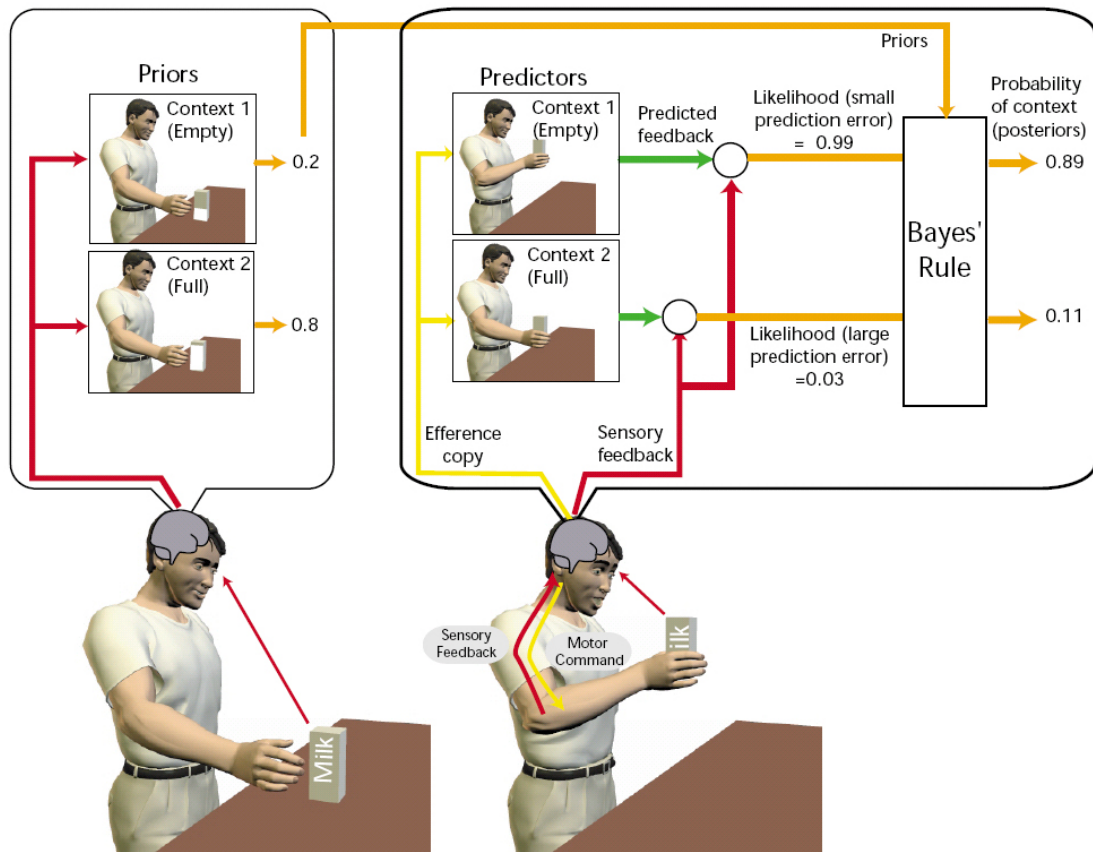 Priors
Context 1
(Empty)
0.2
Context 2
(Full)
0.8
Priors
Predictors
Context 1
(Empty)
Predicted
feedback
Likelihood (small
prediction error)
= 0.99
Probability
of context
(posteriors)
0.89
Bayes'
Rule
Context 2
(Full)
Likelihood (large
prediction error)
=0.03
0.11
Efference
copy
Sensory
feedback
Milk
Sensory
Feedback
Motor
Command
ilk